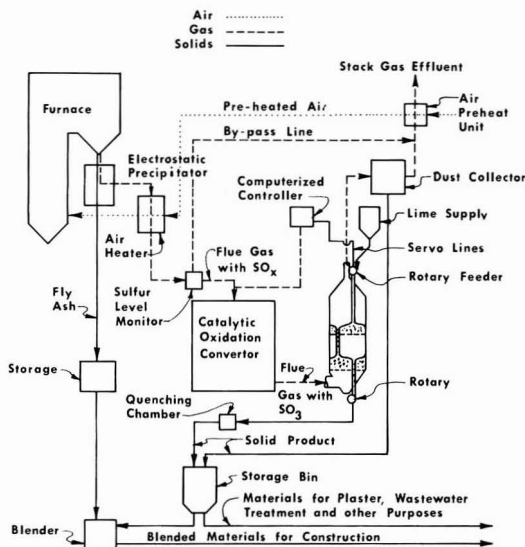 Air
Gas
Solids
Stack Gas Effluent
Furnace
Pre-heated Air
Air
Preheat
Unit
By-pass Line
Electrostatic
Precipitator
Computerized
Controller
Dust Collector
Lime Supply
Air
Heater
Servo Lines
Flue Gas
with SOx
Rotary Feeder
Fly
Ash
Sulfur
Level
Monitor
Catalytic
Oxidation
Convertor
Storage
Flue
Gas with
SO3
Rotary
Quenching
Chamber
Solid Product
Storage Bin
Materials for Plaster, Wastewater
Treatment and other Purposes
Blender
Blended Materials for Construction